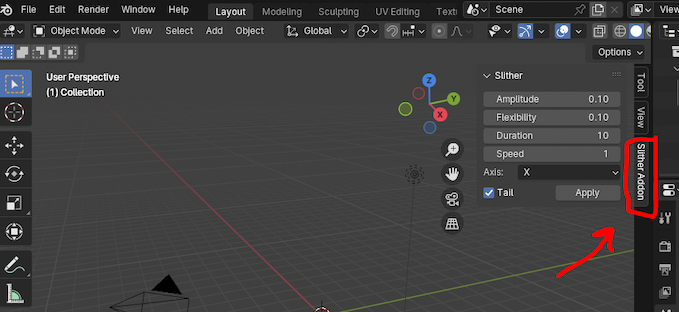 File Edit Render Window Help Layout Modeling Sculpting UV Editing Scene View
Object Mode View Select Add Object Global
Options
User Perspective
(1) Collection
Z
Y
X
Slither
Amplitude 0.10
Flexibility 0.10
Duration 10
Speed 1
Axis: X
Tail Apply
Tool
View
Slither Addon